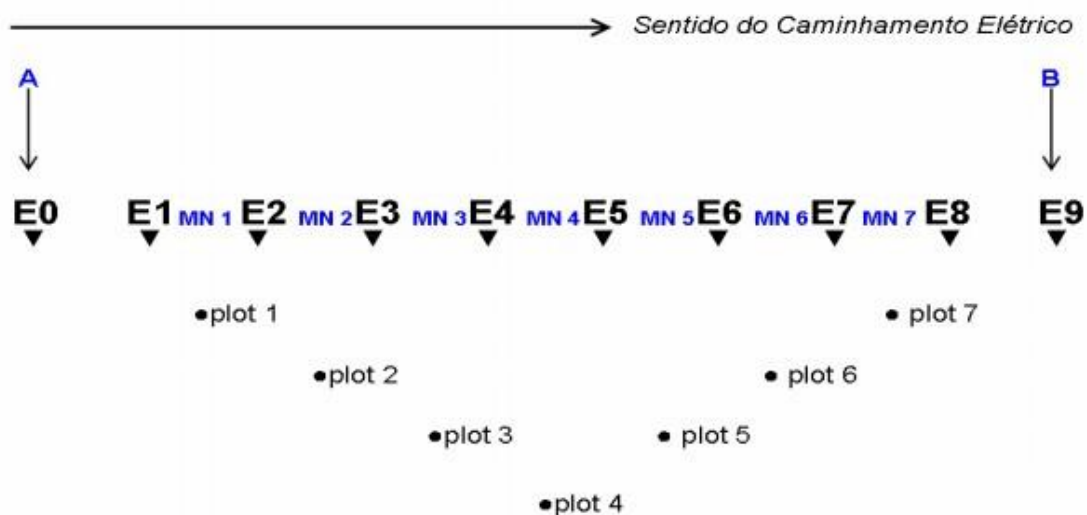 Sentido do Caminhamento Elétrico
A B
E0 E1 MN 1 E2 MN 2 E3 MN 3 E4 MN 4 E5 MN 5 E6 MN 6 E7 MN 7 E8 E9
plot 1 plot 7
plot 2 plot 6
plot 3 plot 5
plot 4